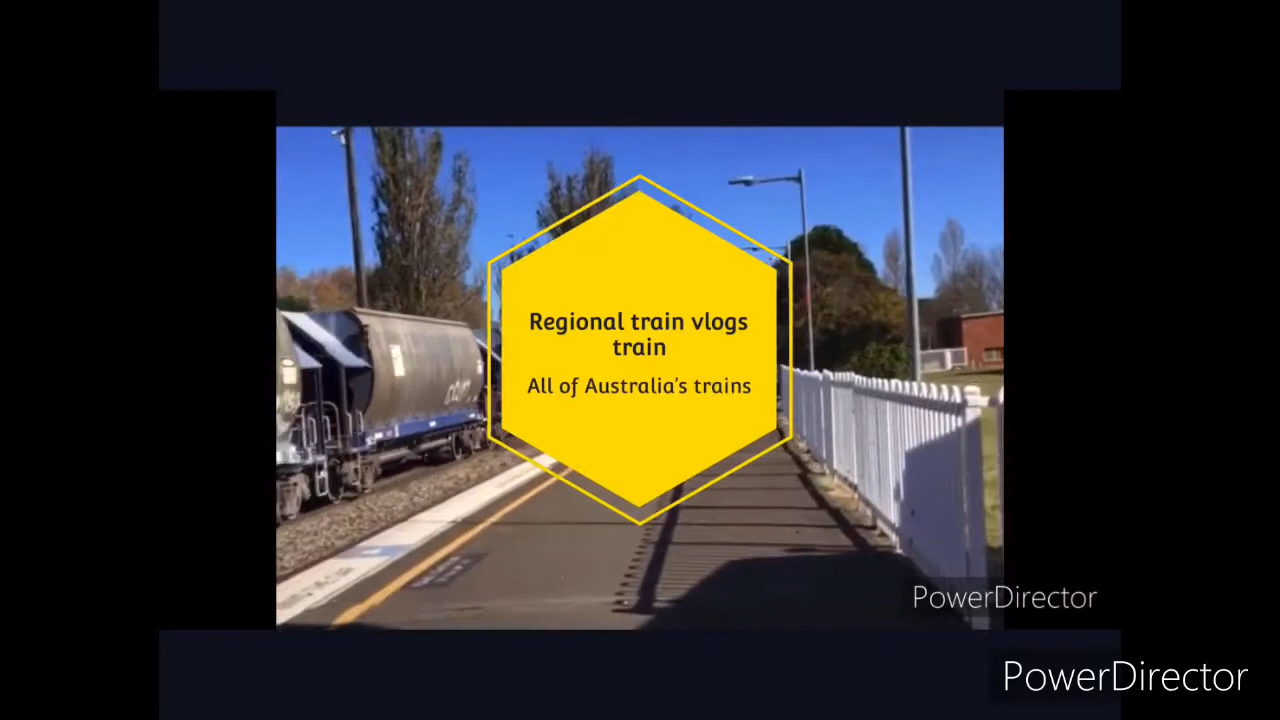 Regional train vlogs
train
All of Australia's trains
PowerDirector
PowerDirector